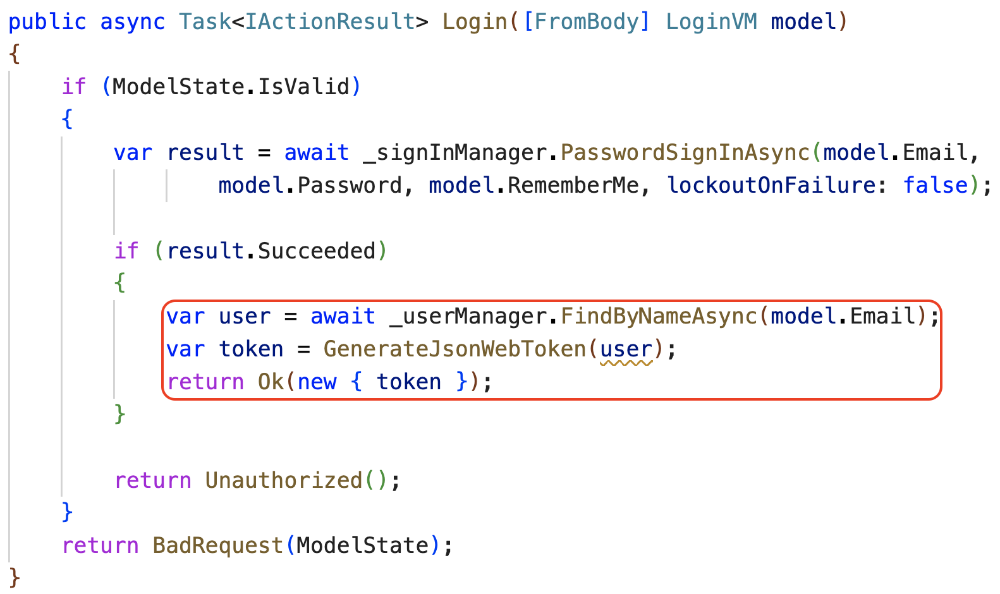 public async Task<IActionResult> Login([FromBody] LoginVM model)
{
    if (ModelState.IsValid)
    {
        var result = await _signInManager.PasswordSignInAsync(model.Email,
                model.Password, model.RememberMe, lockoutOnFailure: false);

        if (result.Succeeded)
        {
            var user = await _userManager.FindByNameAsync(model.Email);
            var token = GenerateJsonWebToken(user);
            return Ok(new { token });
        }

        return Unauthorized();
    }
    return BadRequest(ModelState);
}